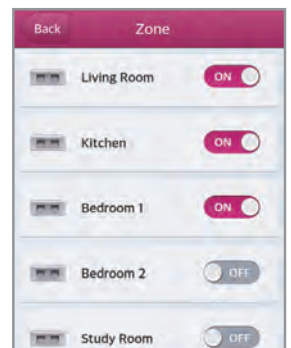 Back Zone
Living Room ON
Kitchen ON
Bedroom 1 ON
Bedroom 2 OFF
Study Room OFF